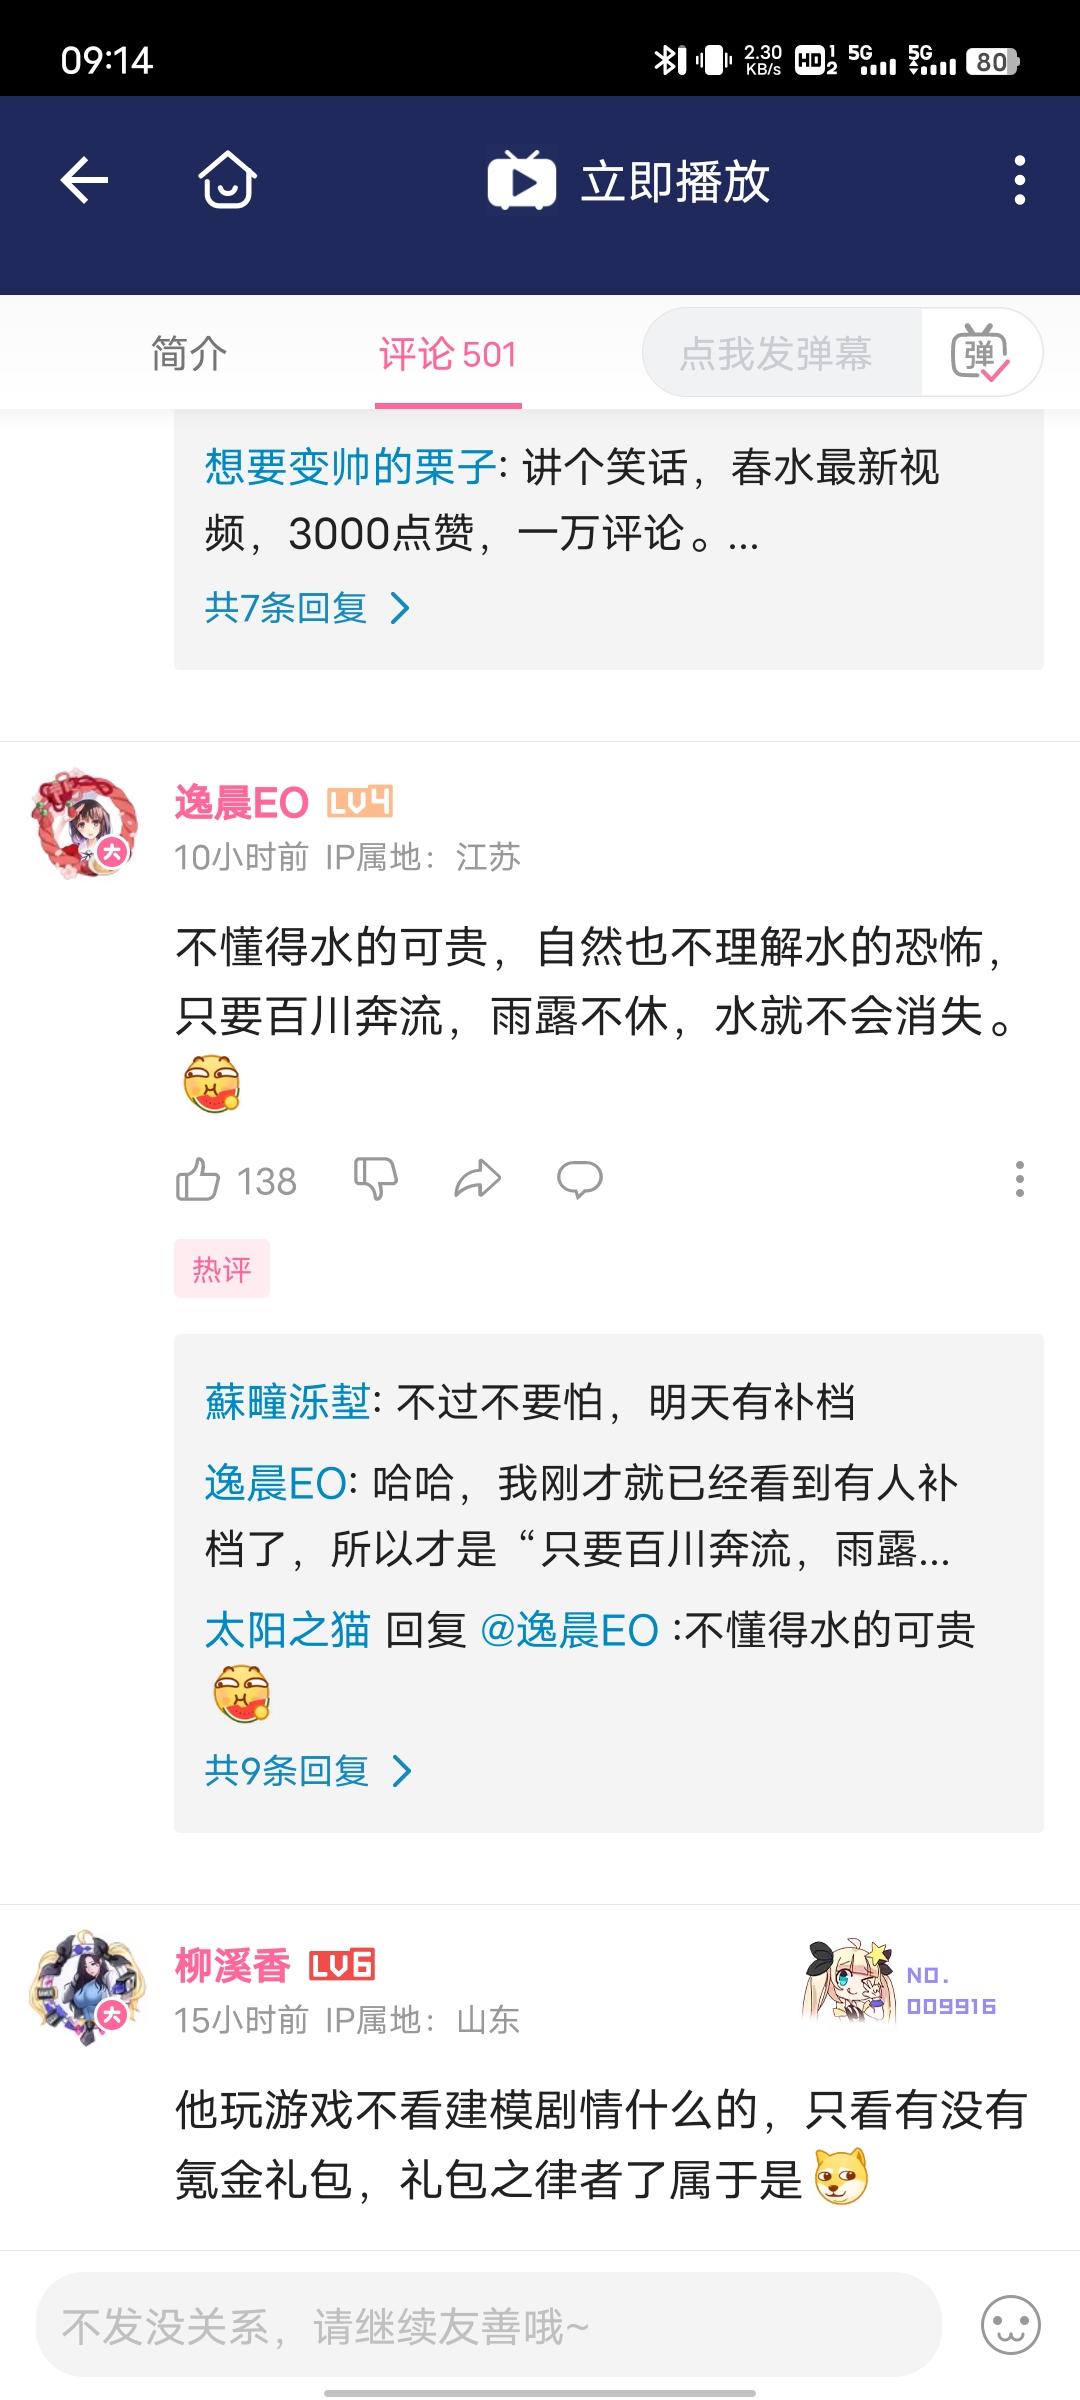 09:14
2.30 KB/s HD 1 2 5G 5G 80
立即播放
简介 评论 501 点我发弹幕 弹
想要变帅的栗子: 讲个笑话，春水最新视
频，3000点赞，一万评论。...
共7条回复
逸晨EO LV4
10小时前 IP属地：江苏
不懂得水的可贵，自然也不理解水的恐怖，
只要百川奔流，雨露不休，水就不会消失。
138
热评
蘇疃泺堼: 不过不要怕，明天有补档
逸晨EO: 哈哈，我刚才就已经看到有人补
档了，所以才是“只要百川奔流，雨露...
太阳之猫 回复 @逸晨EO :不懂得水的可贵
共9条回复
柳溪香 LV6
NO.
15小时前 IP属地：山东
009916
他玩游戏不看建模剧情什么的，只看有没有
氪金礼包，礼包之律者了属于是
不发没关系，请继续友善哦~